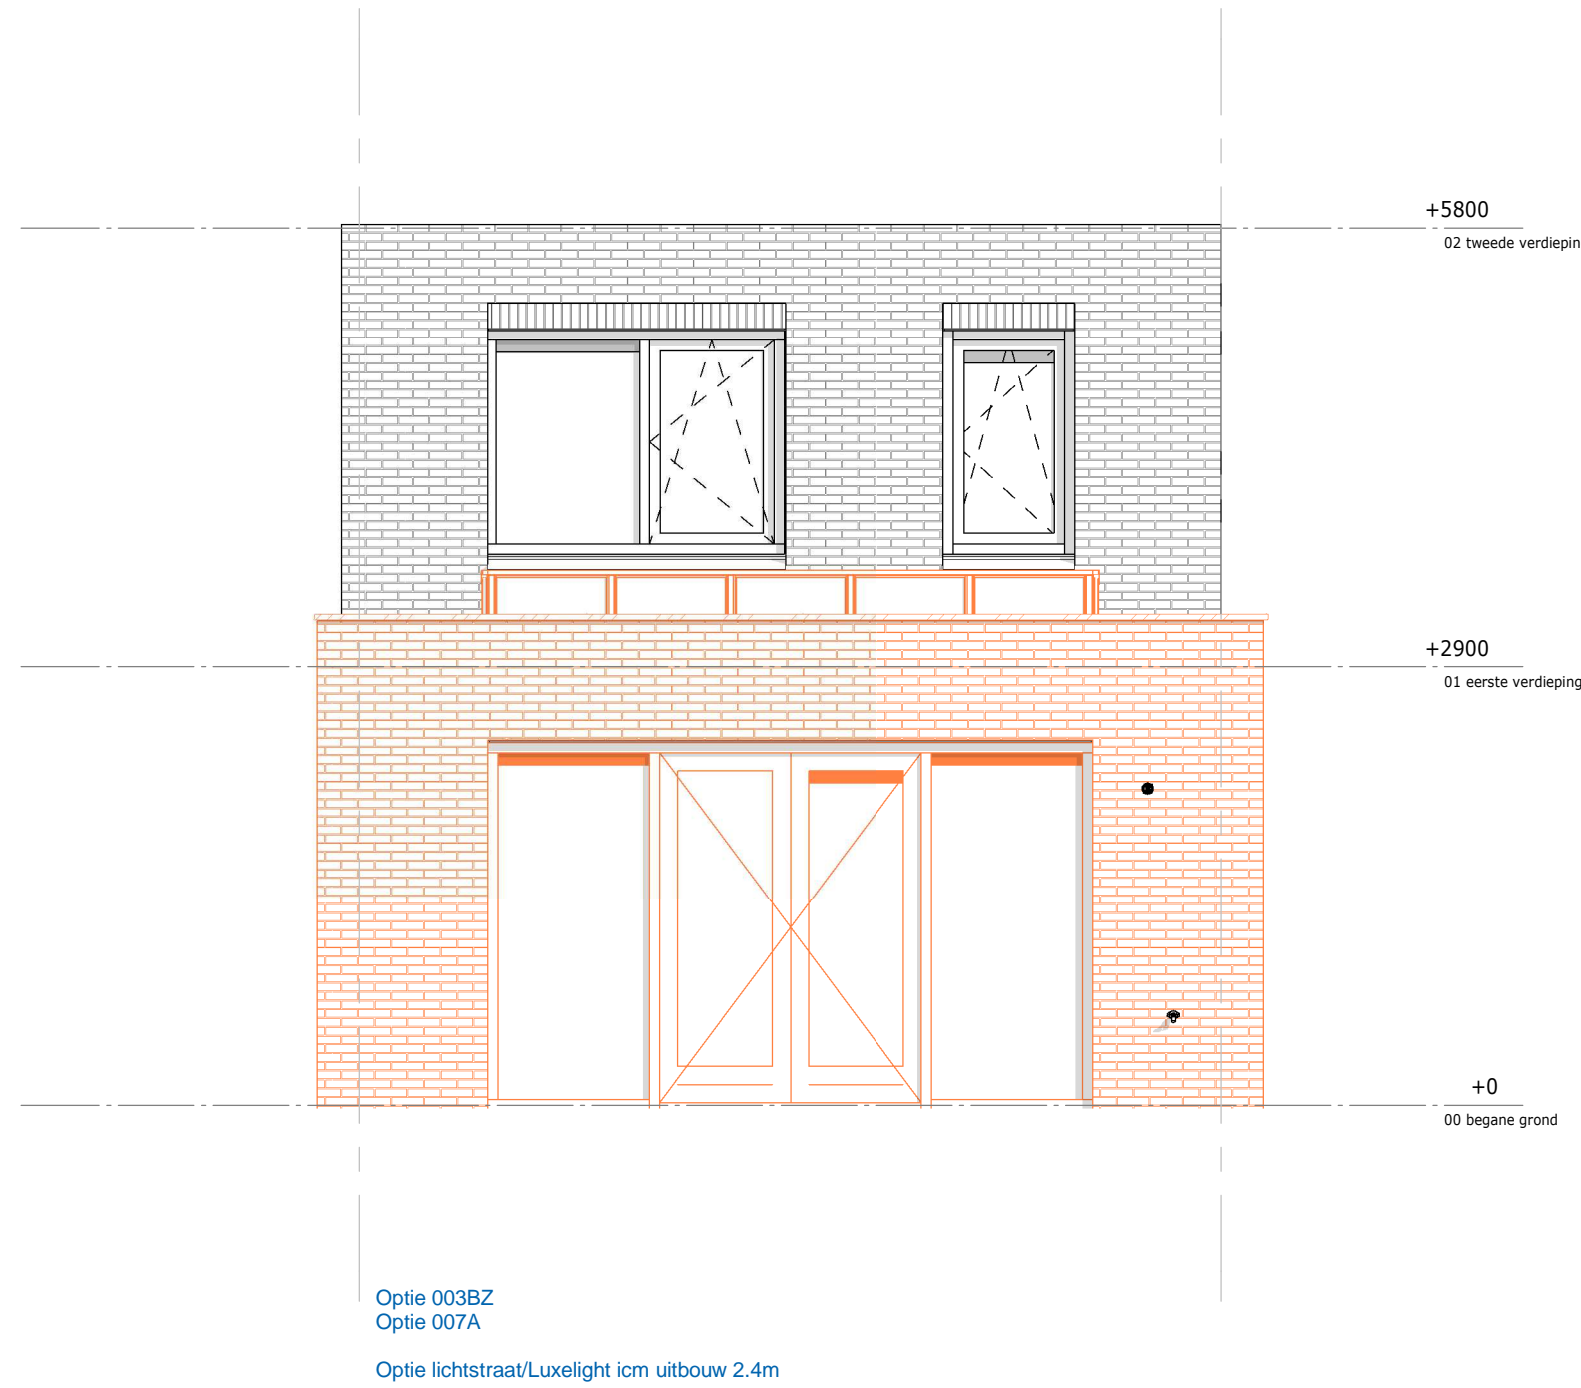 +5800
02 tweede verdiepin
+2900
01 eerste verdieping
+0
00 begane grond
Optie 003BZ
Optie 007A
Optie lichtstraat/Luxelight icm uitbouw 2.4m